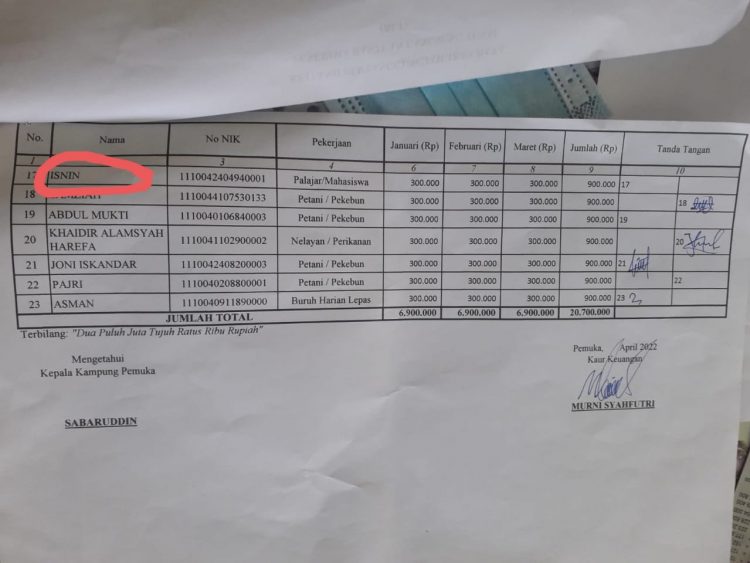 No. Nama No NIK Pekerjaan Januari (Rp) Februari (Rp) Maret (Rp) Jumlah (Rp) Tanda Tangan
1 3 4 6 7 8 9 10
17 ISNIN 1110042404940001 Palajar/Mahasiswa 300.000 300.000 300.000 900.000 17
18 1110044107530133 Petani / Pekebun 300.000 300.000 300.000 900.000 18
19 ABDUL MUKTI 1110040106840003 Petani / Pekebun 300.000 300.000 300.000 900.000 19
20 KHAIDIR ALAMSYAH HAREFA 1110041102900002 Nelayan / Perikanan 300.000 300.000 300.000 900.000 20
21 JONI ISKANDAR 1110042408200003 Petani / Pekebun 300.000 300.000 300.000 900.000 21
22 PAJRI 1110040208800001 Petani / Pekebun 300.000 300.000 300.000 900.000 22
23 ASMAN 1110040911890000 Buruh Harian Lepas 300.000 300.000 300.000 900.000 23
JUMLAH TOTAL 6.900.000 6.900.000 6.900.000 20.700.000
Terbilang: "Dua Puluh Juta Tujuh Ratus Ribu Rupiah"
Mengetahui
Kepala Kampung Pemuka
SABARUDDIN
Pemuka, April 2022
Kaur Keuangan
MURNI SYAHFUTRI